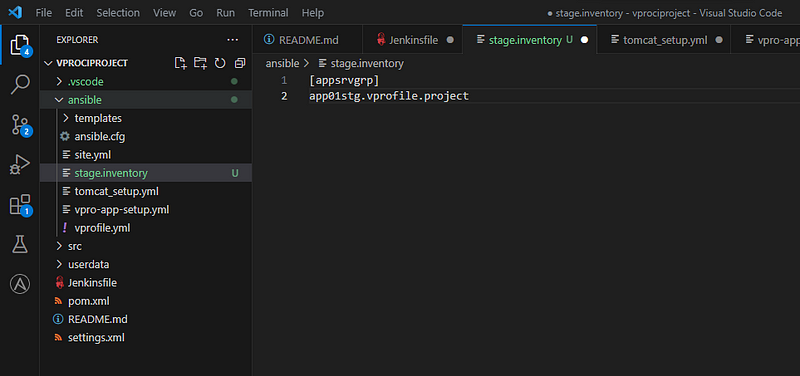 File Edit Selection View Go Run Terminal Help
● stage.inventory - vprociproject - Visual Studio Code
4
EXPLORER ...
README.md Jenkinsfile ● stage.inventory U ● tomcat_setup.yml ● vpro-app
VPROCIPROJECT
ansible > stage.inventory
.vscode
1 [appsrvgrp]
ansible
2 app01stg.vprofile.project
templates
2
ansible.cfg
site.yml
stage.inventory U
tomcat_setup.yml
1
vpro-app-setup.yml
! vprofile.yml
src
userdata
A
Jenkinsfile
pom.xml
README.md
settings.xml